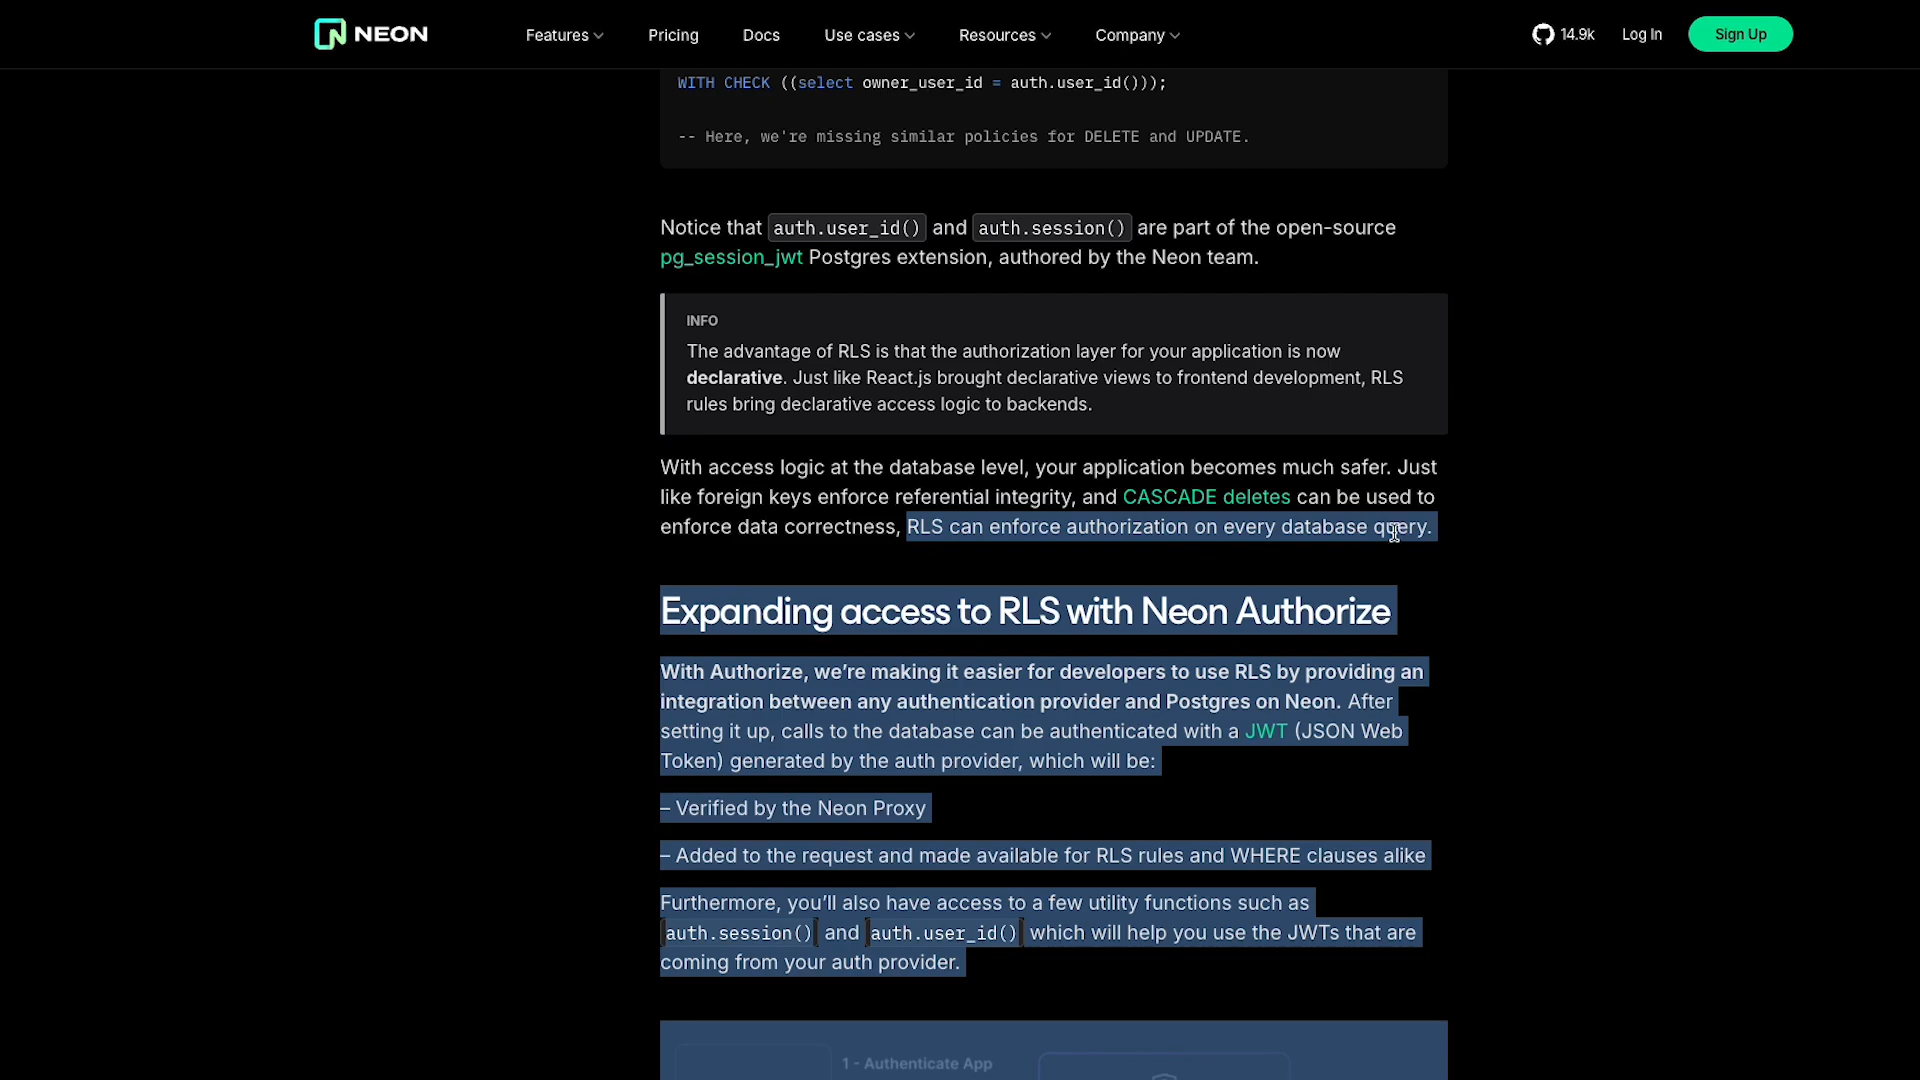 NEON
Features
Pricing
Docs
Use cases
Resources
Company
14.9k
Log In
Sign Up
WITH CHECK ((select owner_user_id = auth.user_id()));
-- Here, we're missing similar policies for DELETE and UPDATE.
Notice that auth.user_id() and auth.session() are part of the open-source
pg_session_jwt Postgres extension, authored by the Neon team.
INFO
The advantage of RLS is that the authorization layer for your application is now
declarative. Just like React.js brought declarative views to frontend development, RLS
rules bring declarative access logic to backends.
With access logic at the database level, your application becomes much safer. Just
like foreign keys enforce referential integrity, and CASCADE deletes can be used to
enforce data correctness, RLS can enforce authorization on every database query.
Expanding access to RLS with Neon Authorize
With Authorize, we’re making it easier for developers to use RLS by providing an
integration between any authentication provider and Postgres on Neon. After
setting it up, calls to the database can be authenticated with a JWT (JSON Web
Token) generated by the auth provider, which will be:
– Verified by the Neon Proxy
– Added to the request and made available for RLS rules and WHERE clauses alike
Furthermore, you’ll also have access to a few utility functions such as
auth.session() and auth.user_id() which will help you use the JWTs that are
coming from your auth provider.
1 - Authenticate App